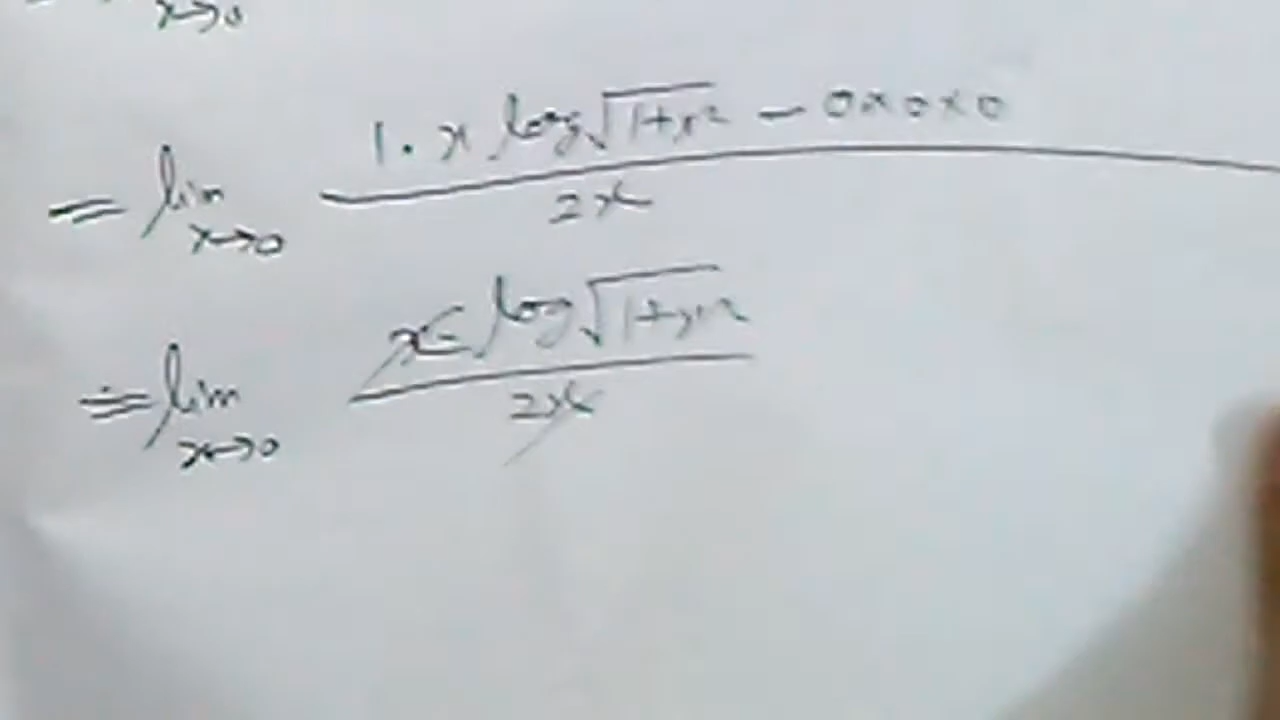 x→0
1. x log√1+x² − 0×0×0
= lim x→0
2x
x log√1+x²
= lim x→0
2x